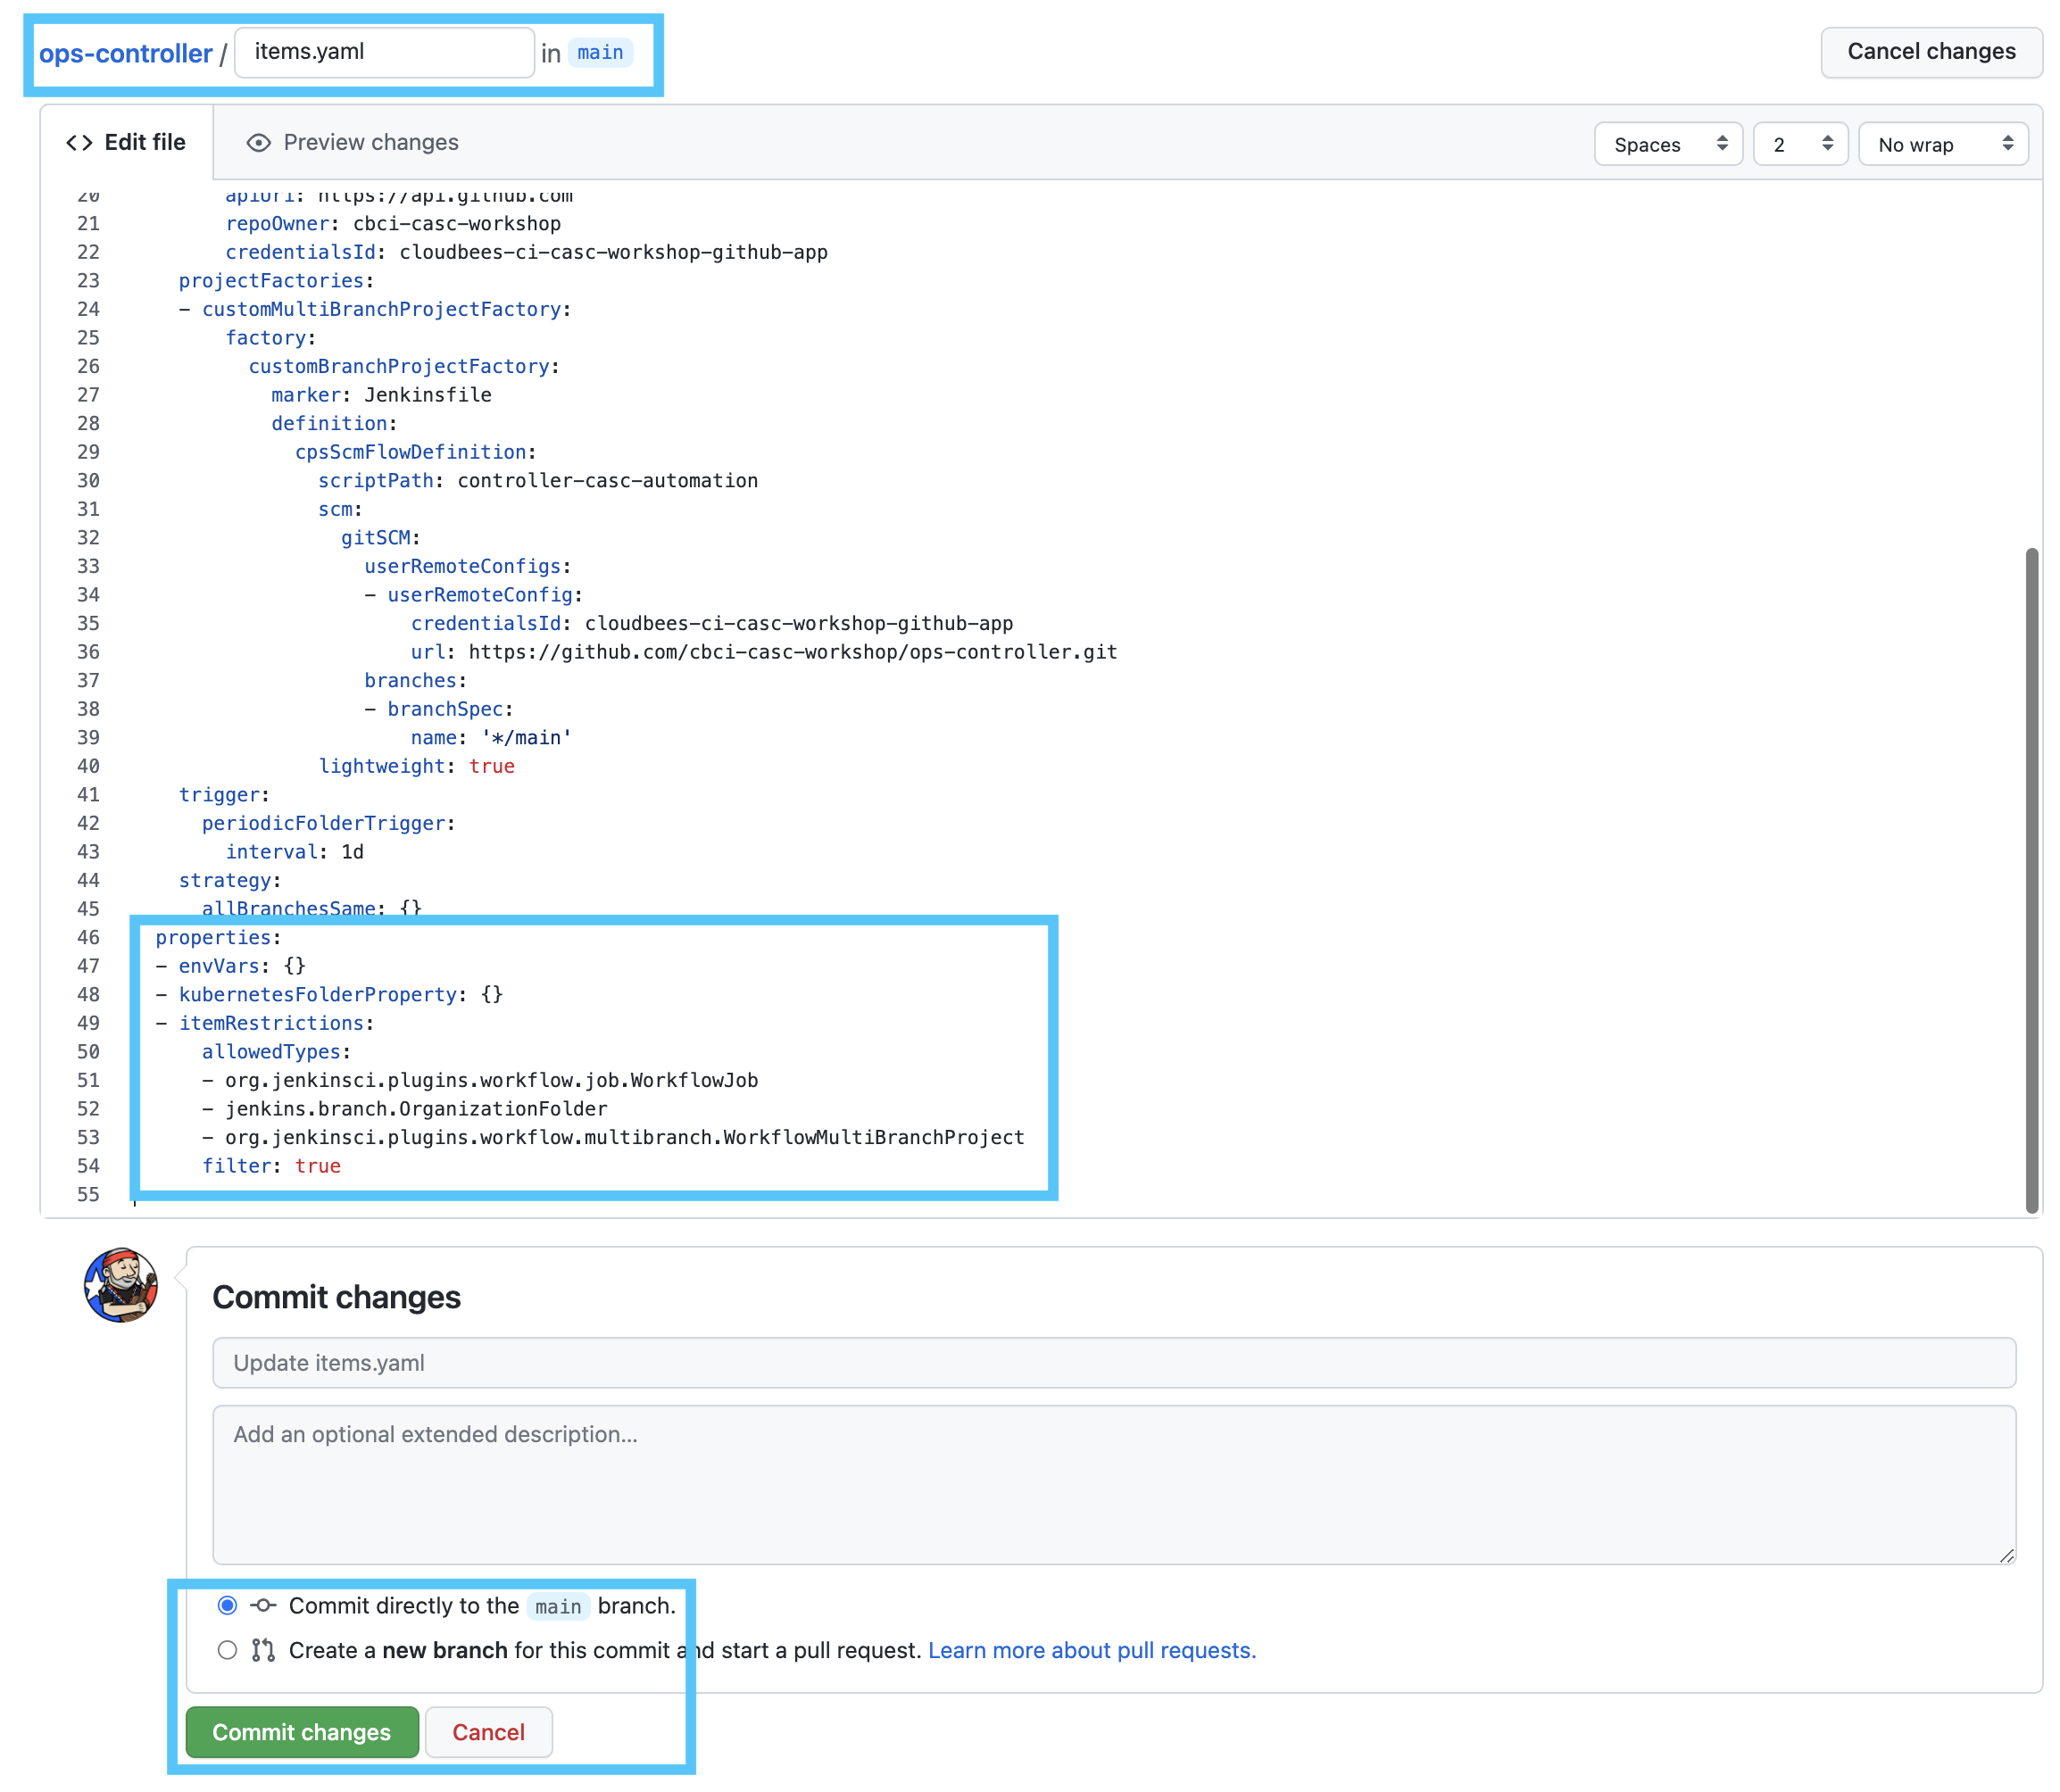 ops-controller / items.yaml in main
Cancel changes
<> Edit file
Preview changes
Spaces
2
No wrap
20 apiUri: https://api.github.com
21 repoOwner: cbci-casc-workshop
22 credentialsId: cloudbees-ci-casc-workshop-github-app
23 projectFactories:
24 - customMultiBranchProjectFactory:
25 factory:
26 customBranchProjectFactory:
27 marker: Jenkinsfile
28 definition:
29 cpsScmFlowDefinition:
30 scriptPath: controller-casc-automation
31 scm:
32 gitSCM:
33 userRemoteConfigs:
34 - userRemoteConfig:
35 credentialsId: cloudbees-ci-casc-workshop-github-app
36 url: https://github.com/cbci-casc-workshop/ops-controller.git
37 branches:
38 - branchSpec:
39 name: '*/main'
40 lightweight: true
41 trigger:
42 periodicFolderTrigger:
43 interval: 1d
44 strategy:
45 allBranchesSame: {}
46 properties:
47 - envVars: {}
48 - kubernetesFolderProperty: {}
49 - itemRestrictions:
50 allowedTypes:
51 - org.jenkinsci.plugins.workflow.job.WorkflowJob
52 - jenkins.branch.OrganizationFolder
53 - org.jenkinsci.plugins.workflow.multibranch.WorkflowMultiBranchProject
54 filter: true
55
Commit changes
Update items.yaml
Add an optional extended description...
Commit directly to the main branch.
Create a new branch for this commit and start a pull request. Learn more about pull requests.
Commit changes
Cancel